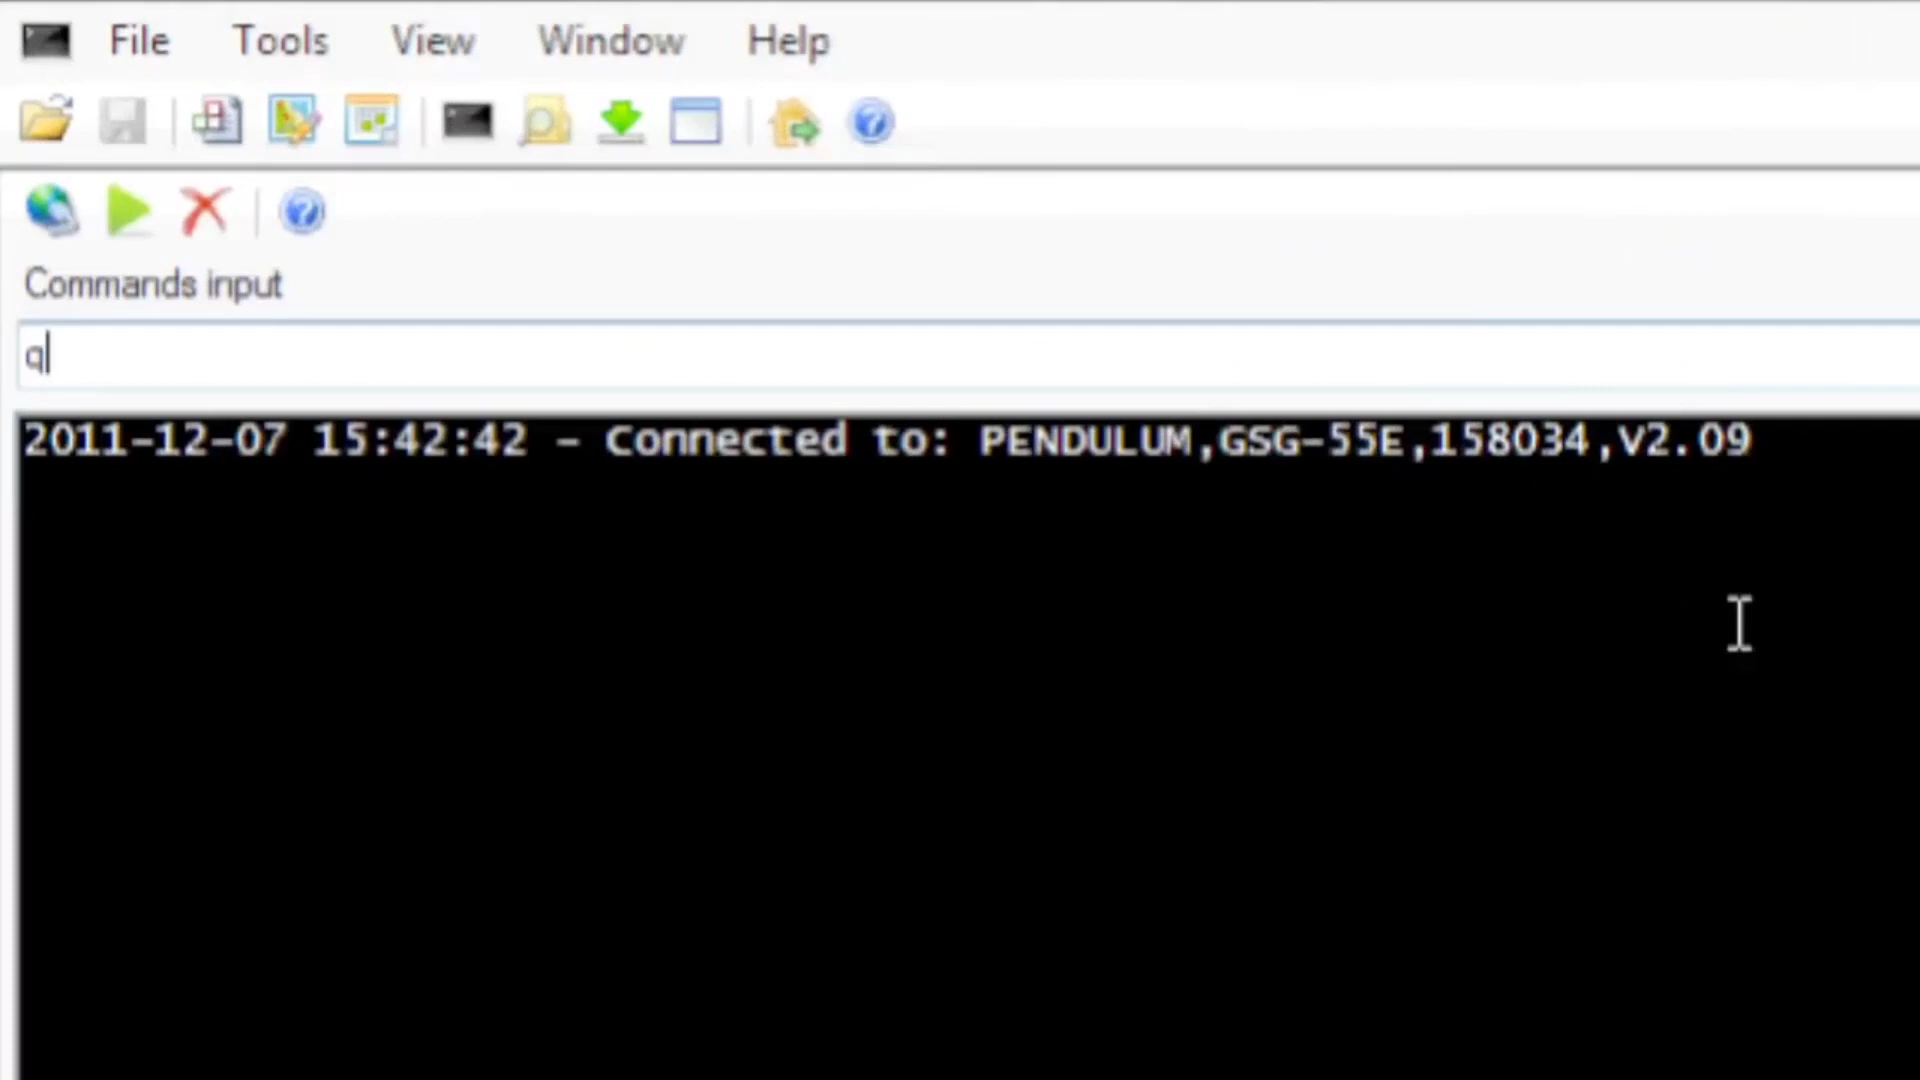 File Tools View Window Help
Commands input
q
2011-12-07 15:42:42 - Connected to: PENDULUM,GSG-55E,158034,V2.09